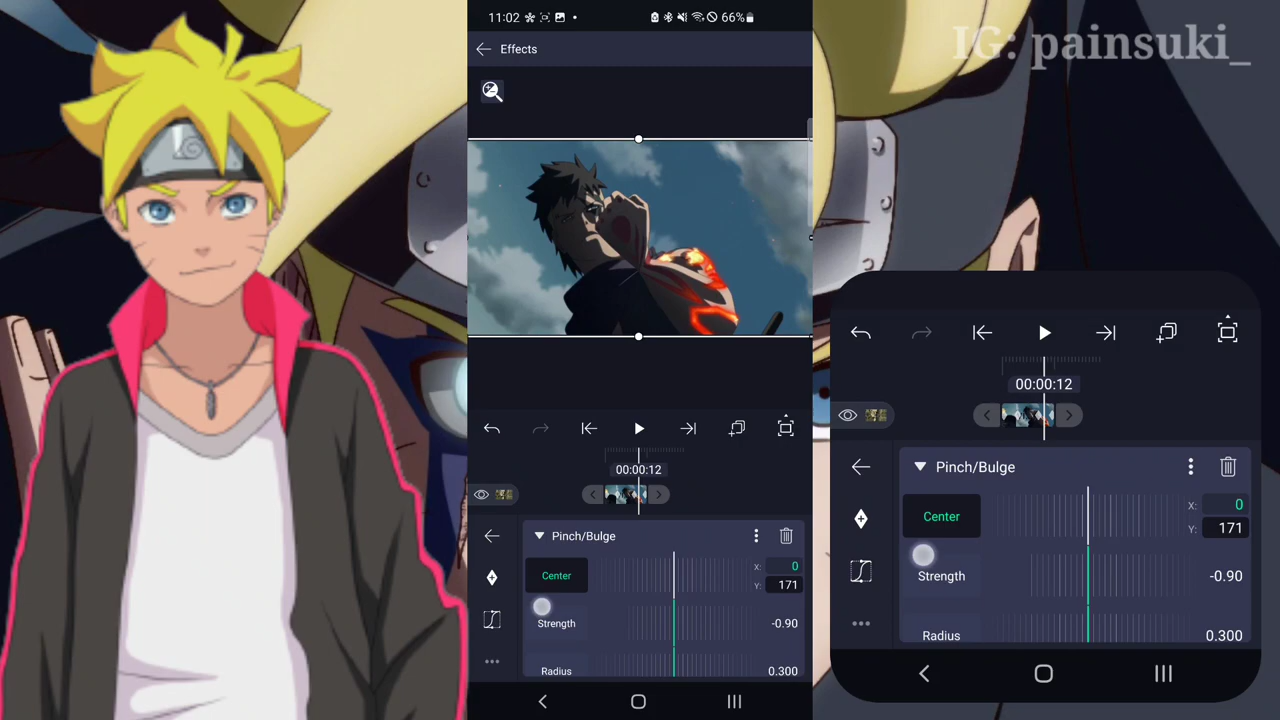 IG: painsuki_
11:02
66%
Effects
00:00:12
Pinch/Bulge
Center
X: 0
Y: 171
Strength
-0.90
Radius
0.300
00:00:12
Pinch/Bulge
Center
X: 0
Y: 171
Strength
-0.90
Radius
0.300